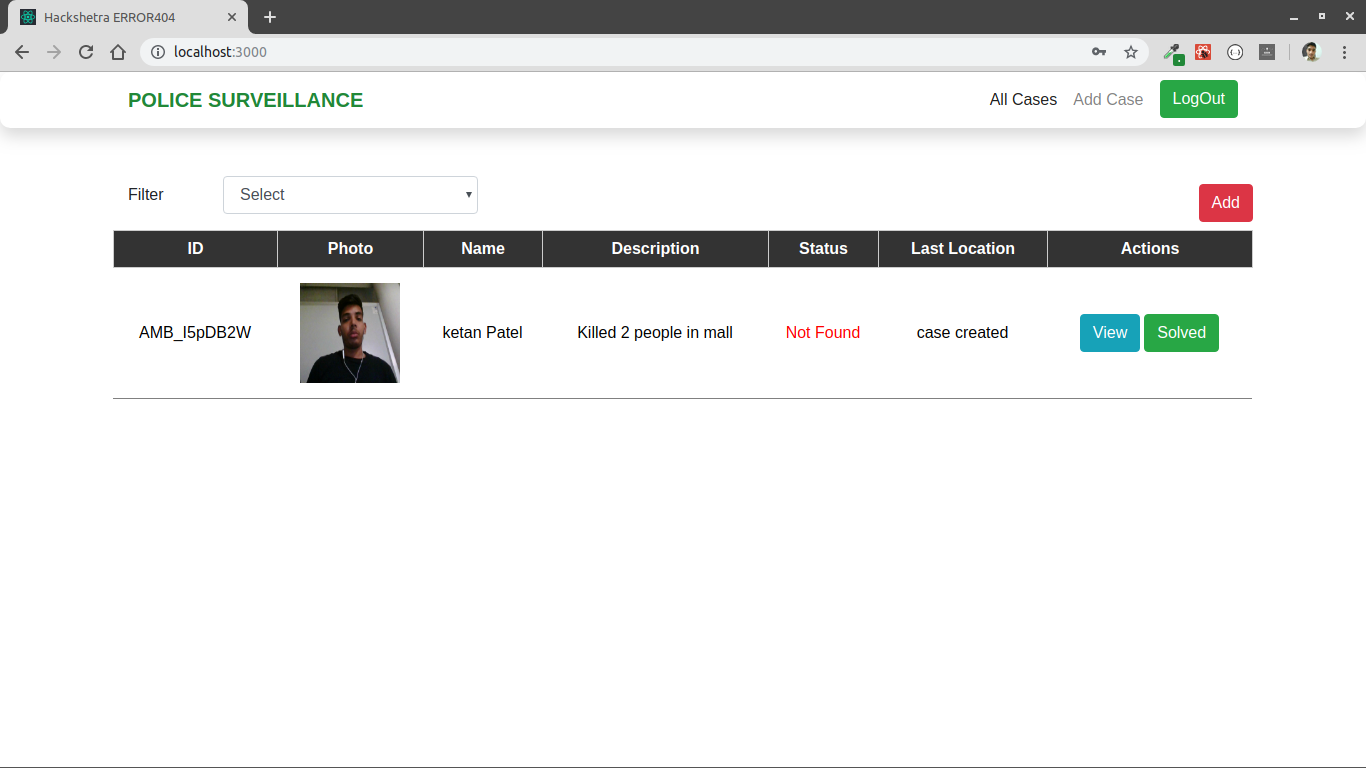 Hackshetra ERROR404
localhost:3000
POLICE SURVEILLANCE
All Cases Add Case LogOut
Filter Select Add
ID Photo Name Description Status Last Location Actions
AMB_I5pDB2W ketan Patel Killed 2 people in mall Not Found case created View Solved